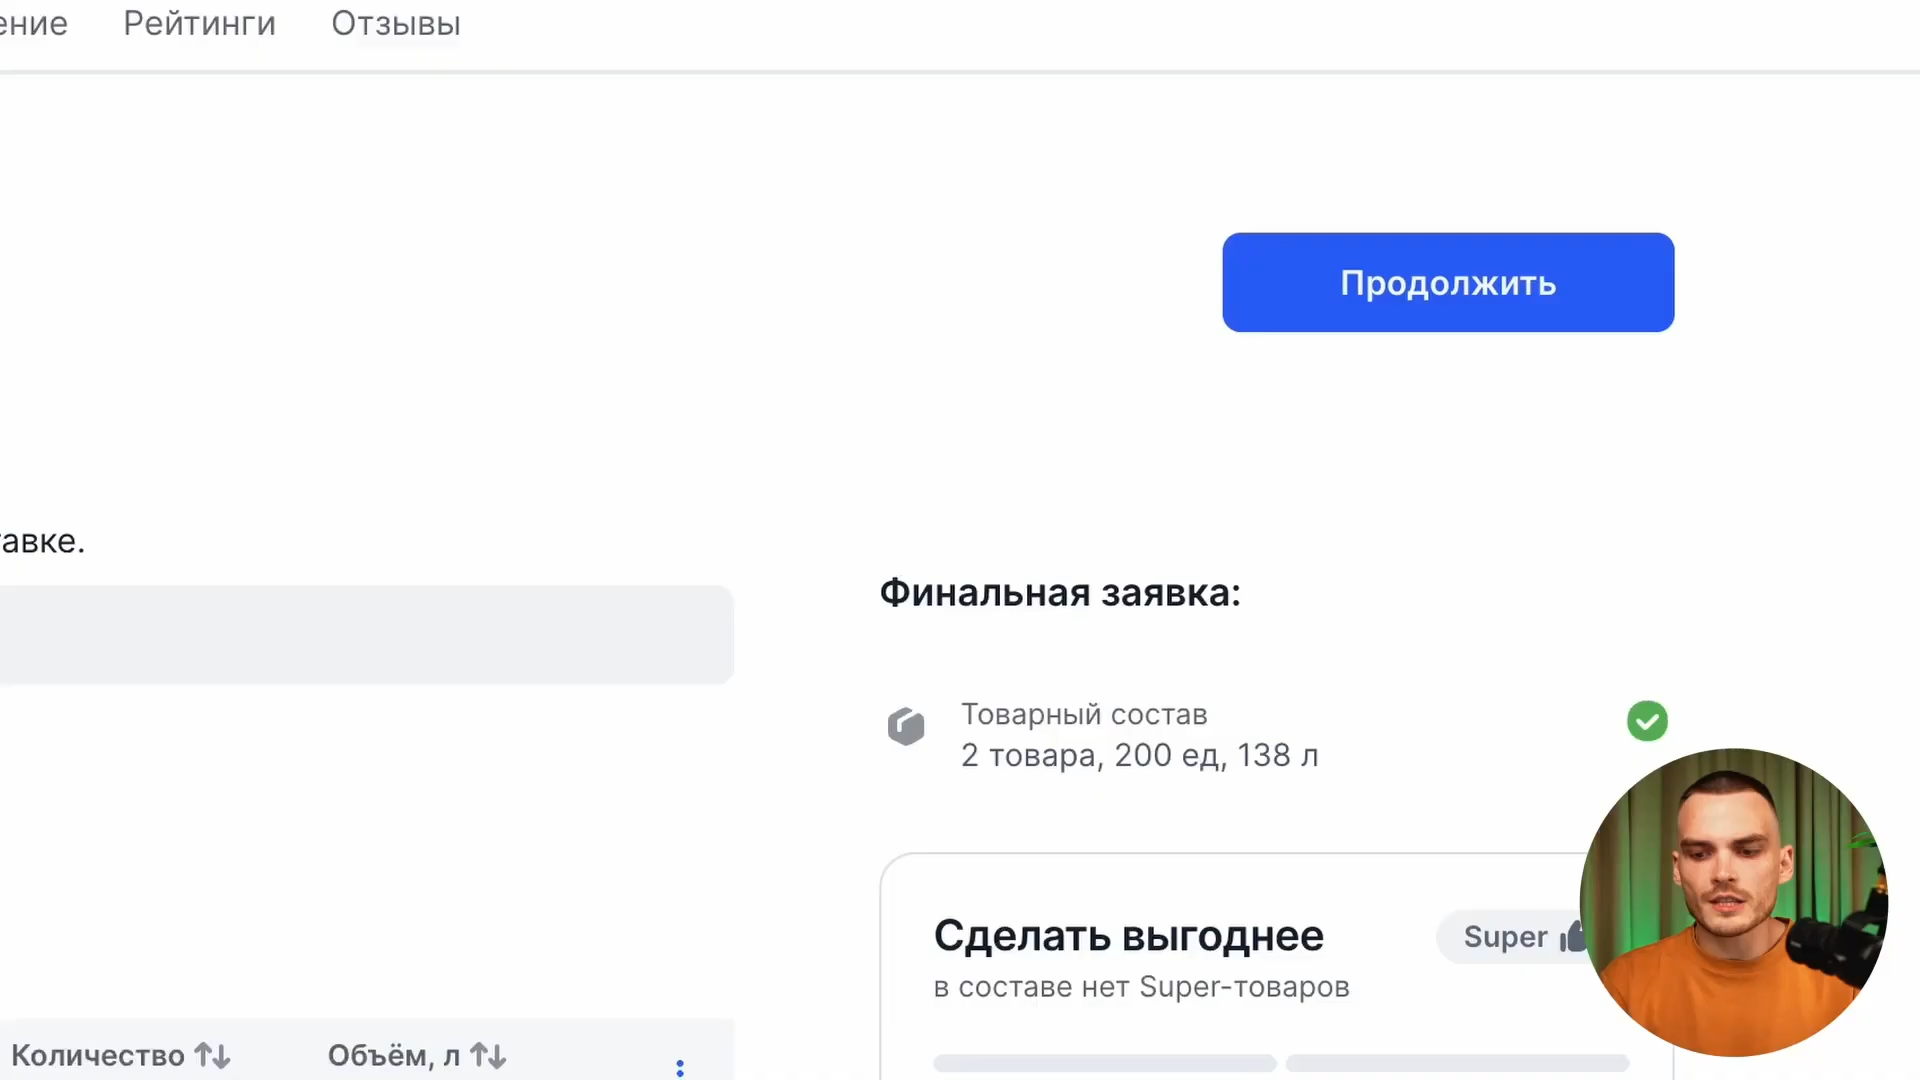 ение Рейтинги Отзывы
Продолжить
авке.
Финальная заявка:
Товарный состав
2 товара, 200 ед, 138 л
Сделать выгоднее
Super
в составе нет Super-товаров
Количество Объём, л